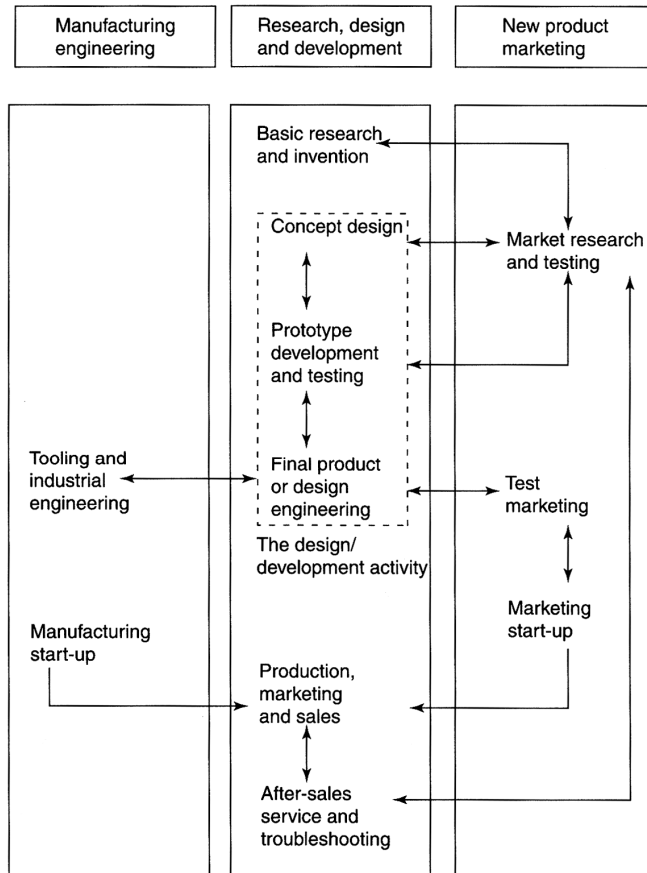 Manufacturing
engineering
Research, design
and development
New product
marketing
Basic research
and invention
Concept design
Market research
and testing
Prototype
development
and testing
Tooling and
industrial
engineering
Final product
or design
engineering
Test
marketing
The design/
development activity
Manufacturing
start-up
Marketing
start-up
Production,
marketing
and sales
After-sales
service and
troubleshooting